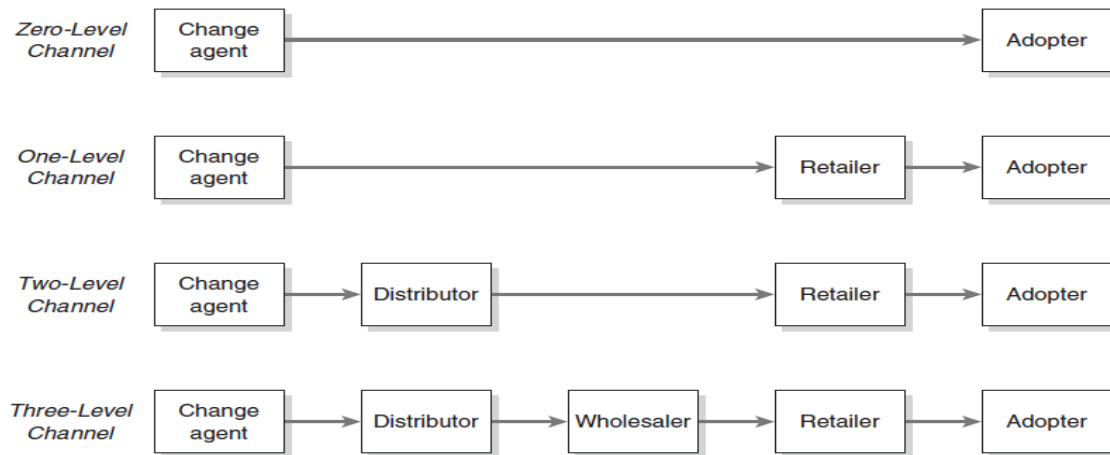 Zero-Level
Channel
Change
agent
Adopter
One-Level
Channel
Change
agent
Retailer
Adopter
Two-Level
Channel
Change
agent
Distributor
Retailer
Adopter
Three-Level
Channel
Change
agent
Distributor
Wholesaler
Retailer
Adopter